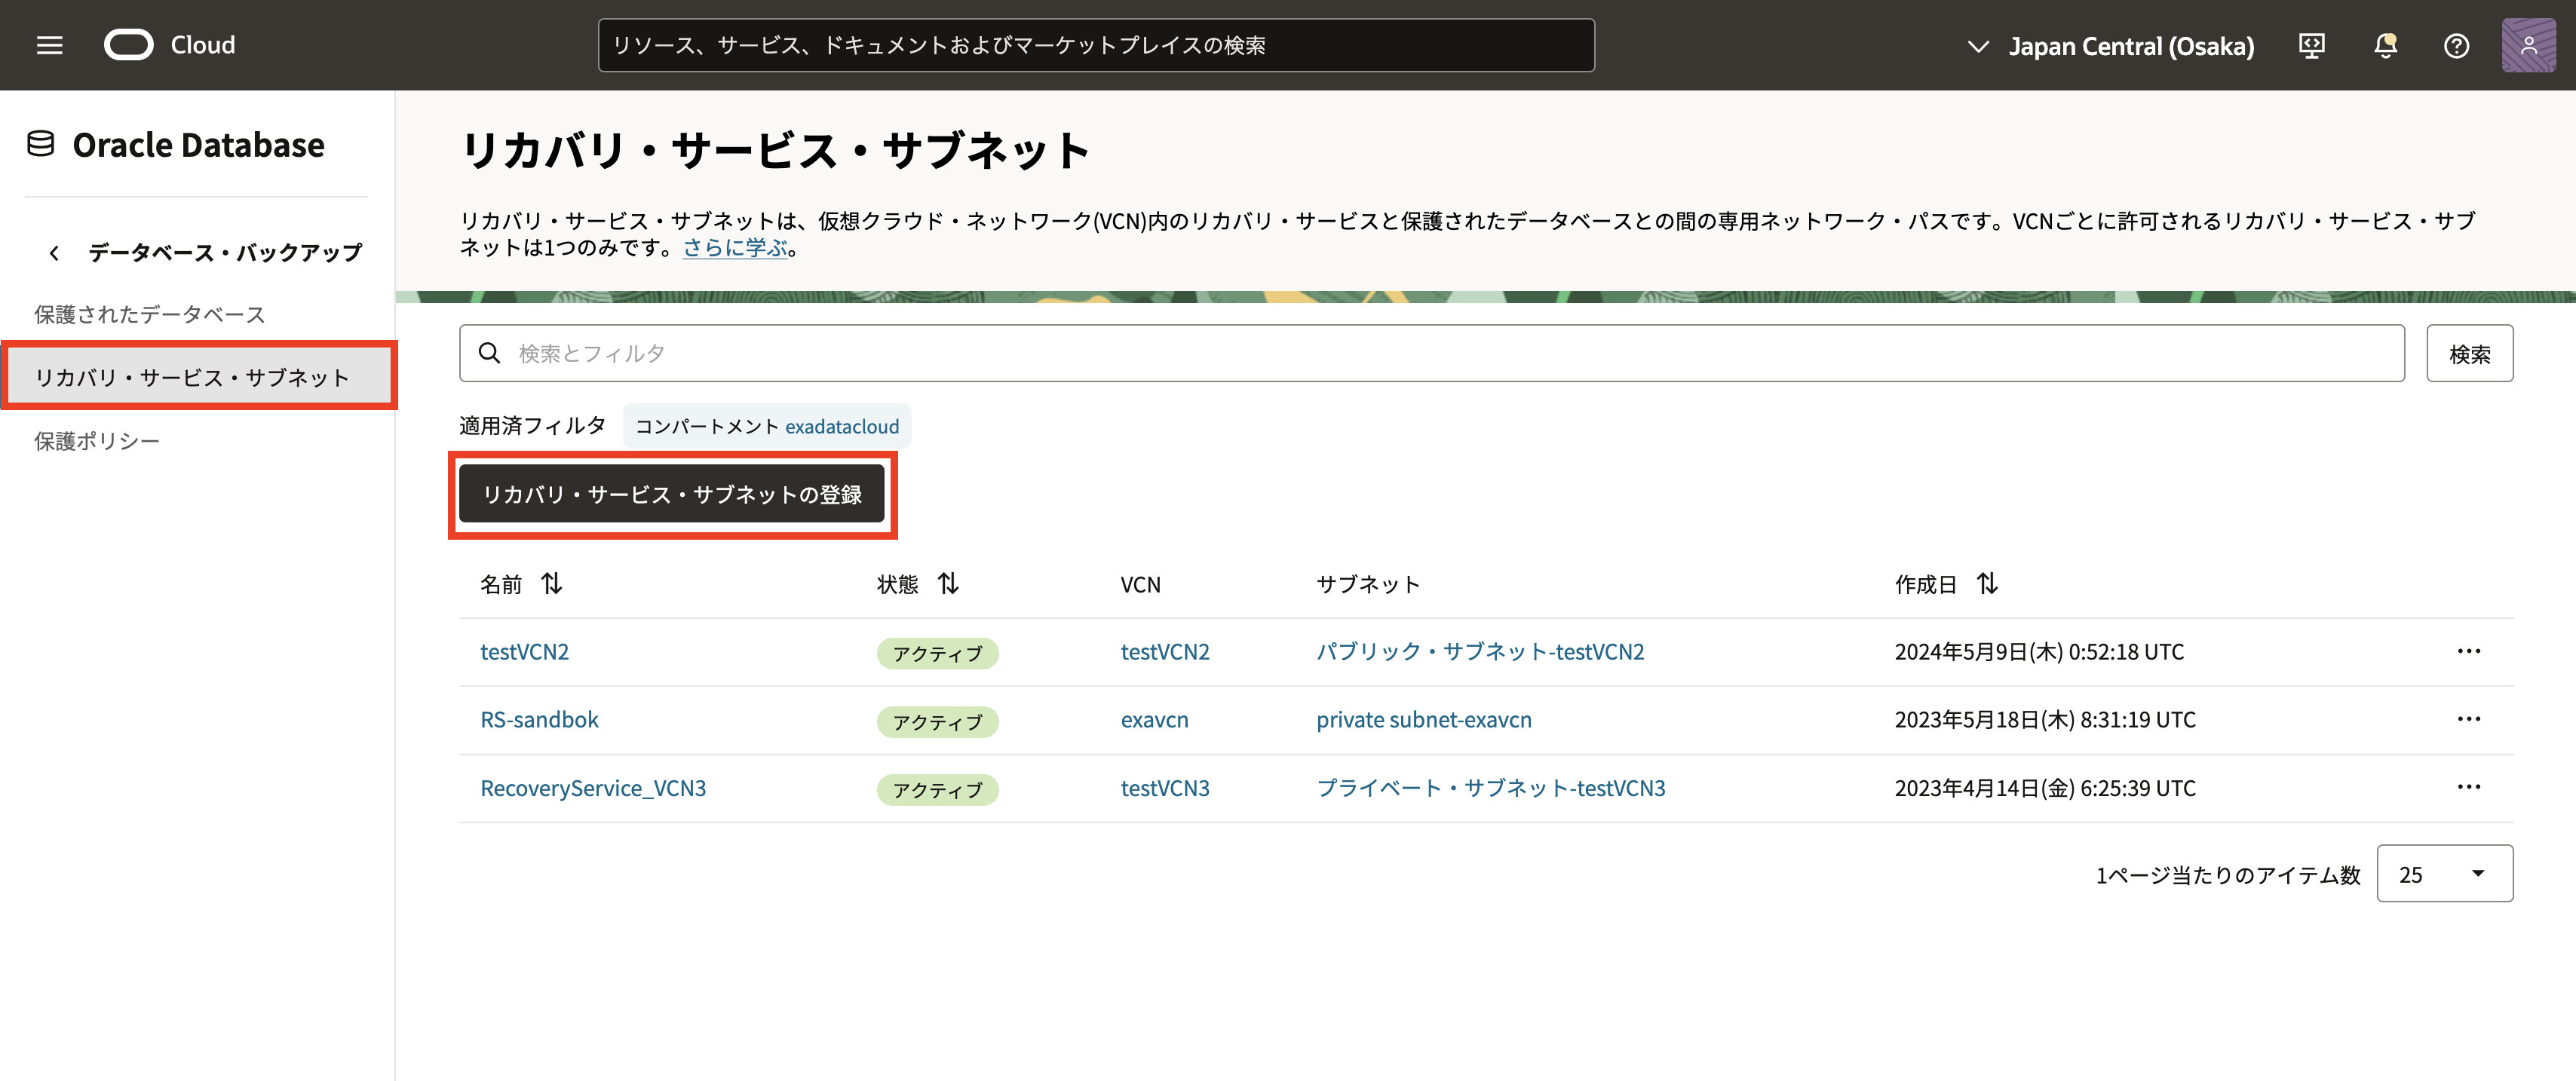 Cloud
リソース、サービス、ドキュメントおよびマーケットプレイスの検索
Japan Central (Osaka)
Oracle Database
データベース・バックアップ
保護されたデータベース
リカバリ・サービス・サブネット
保護ポリシー
リカバリ・サービス・サブネット
リカバリ・サービス・サブネットは、仮想クラウド・ネットワーク(VCN)内のリカバリ・サービスと保護されたデータベースとの間の専用ネットワーク・パスです。VCNごとに許可されるリカバリ・サービス・サブ
ネットは1つのみです。さらに学ぶ。
検索とフィルタ
検索
適用済フィルタ コンパートメント exadatacloud
リカバリ・サービス・サブネットの登録
名前 状態 VCN サブネット 作成日
testVCN2 アクティブ testVCN2 パブリック・サブネット-testVCN2 2024年5月9日(木) 0:52:18 UTC
RS-sandbok アクティブ exavcn private subnet-exavcn 2023年5月18日(木) 8:31:19 UTC
RecoveryService_VCN3 アクティブ testVCN3 プライベート・サブネット-testVCN3 2023年4月14日(金) 6:25:39 UTC
1ページ当たりのアイテム数 25